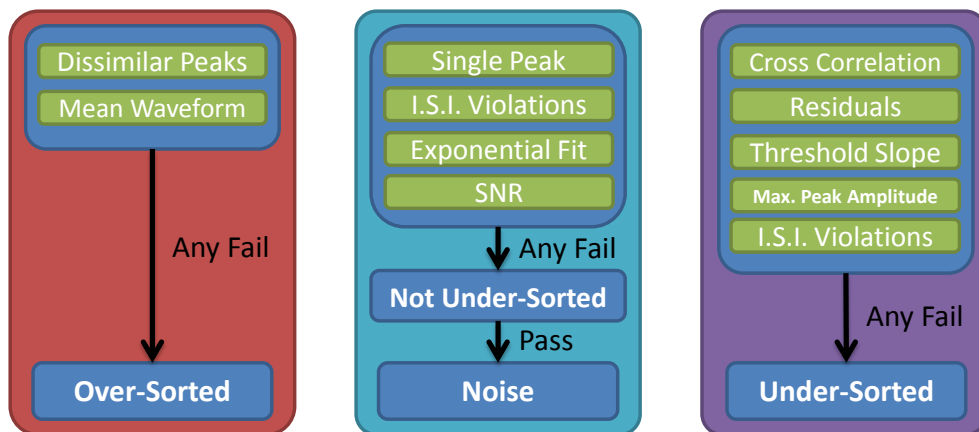 Dissimilar Peaks
Mean Waveform
Any Fail
Over-Sorted
Single Peak
I.S.I. Violations
Exponential Fit
SNR
Any Fail
Not Under-Sorted
Pass
Noise
Cross Correlation
Residuals
Threshold Slope
Max. Peak Amplitude
I.S.I. Violations
Any Fail
Under-Sorted